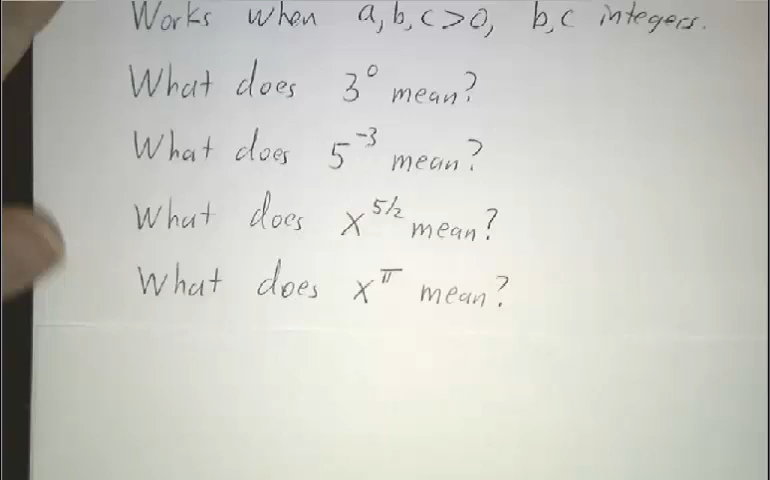 Works when a, b, c > 0, b, c integers.
What does 3⁰ mean?
What does 5⁻³ mean?
What does x^{5/2} mean?
What does x^π mean?